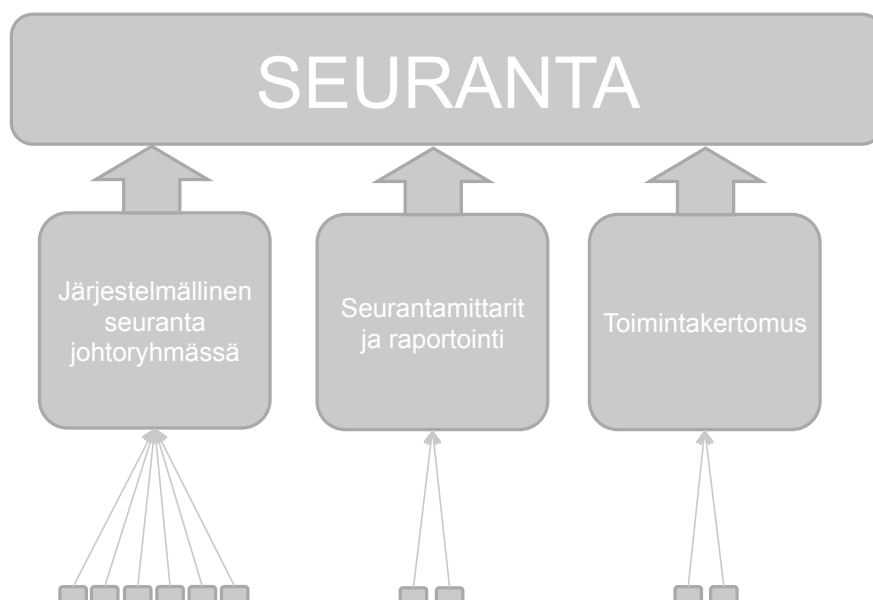 SEURANTA
Järjestelmällinen
seuranta
johtoryhmässä
Seurantamittarit
ja raportointi
Toimintakertomus